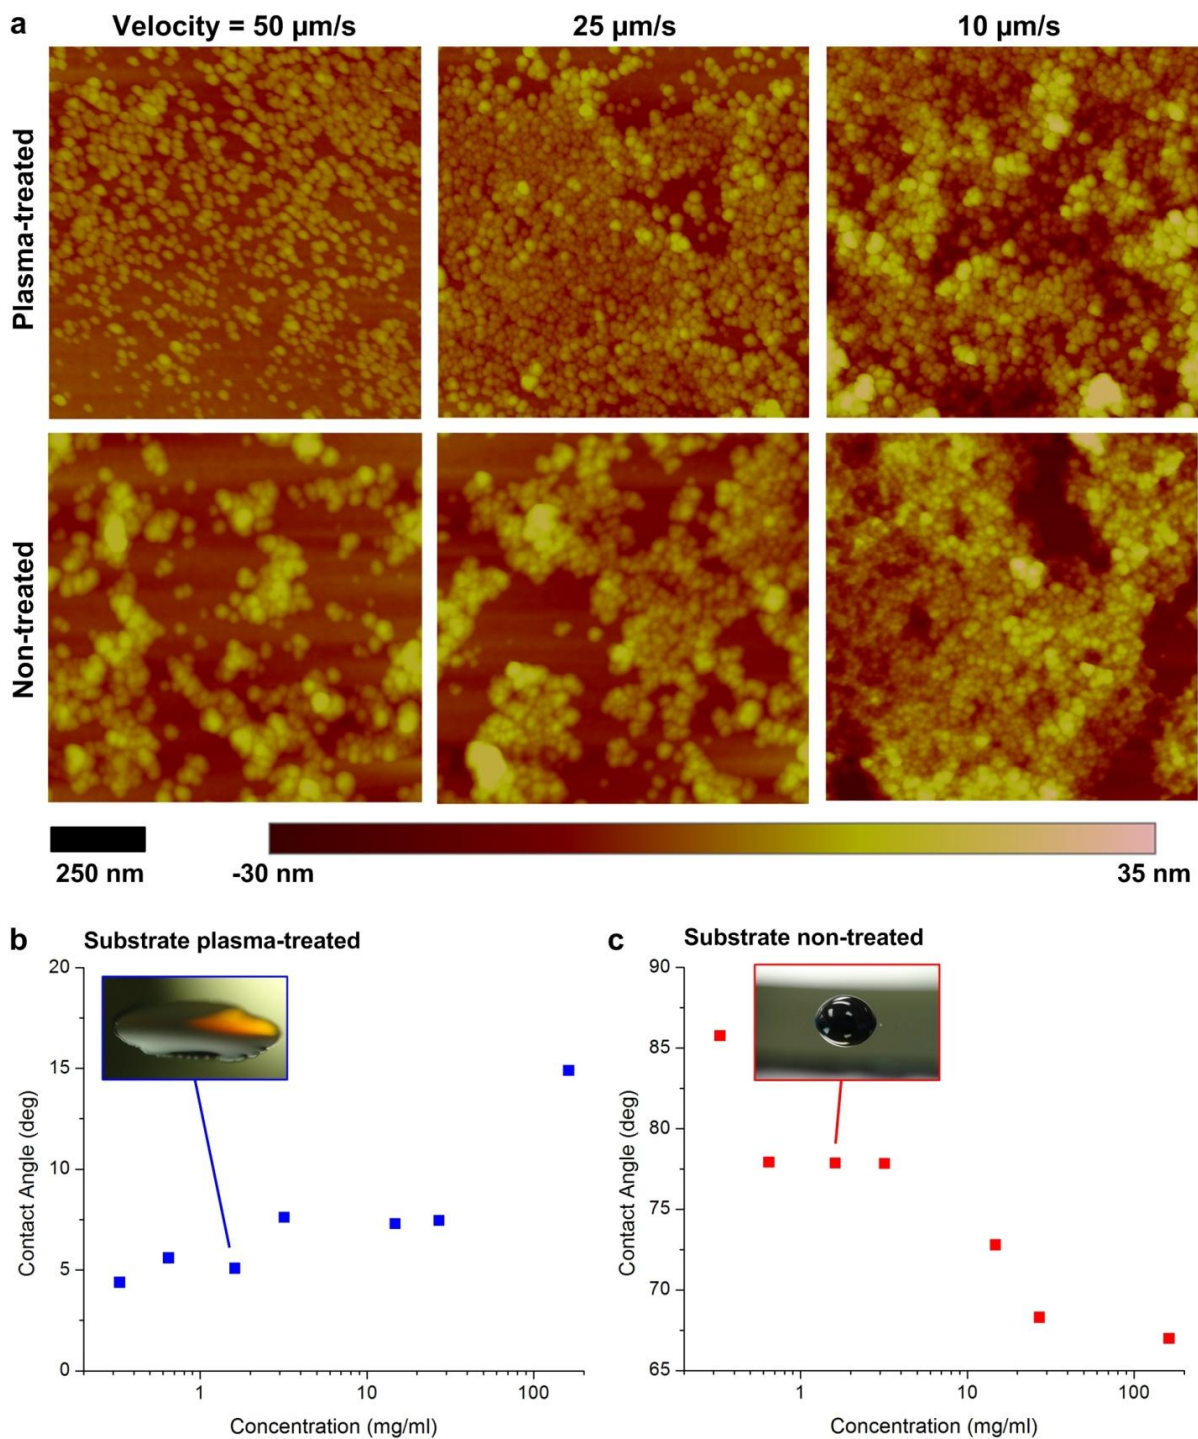 a
Velocity = 50 µm/s
25 µm/s
10 µm/s
Plasma-treated
Non-treated
250 nm
-30 nm
35 nm
b
Substrate plasma-treated
20
15
10
5
0
Contact Angle (deg)
1
10
100
Concentration (mg/ml)
c
Substrate non-treated
90
85
80
75
70
65
Contact Angle (deg)
1
10
100
Concentration (mg/ml)